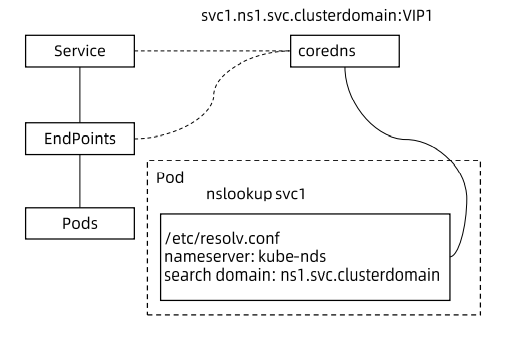 svc1.ns1.svc.clusterdomain:VIP1
Service
coredns
EndPoints
Pod
nslookup svc1
Pods
/etc/resolv.conf
nameserver: kube-nds
search domain: ns1.svc.clusterdomain